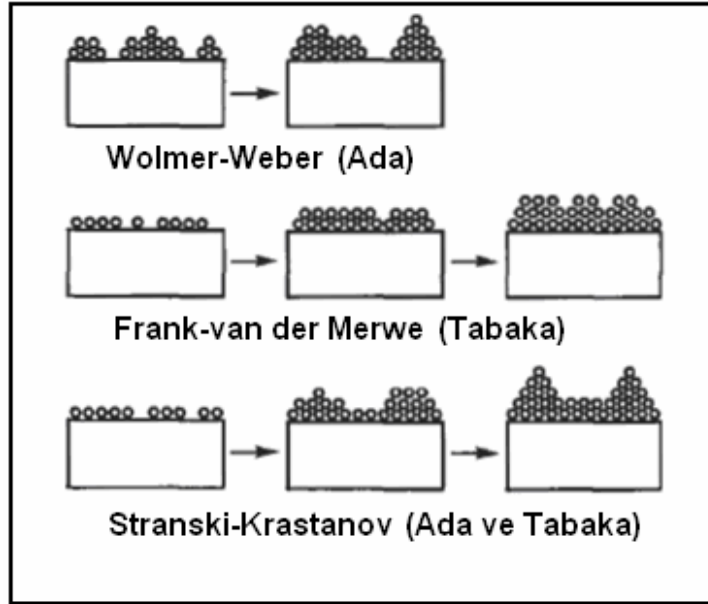 Wolmer-Weber (Ada)
Frank-van der Merwe (Tabaka)
Stranski-Krastanov (Ada ve Tabaka)